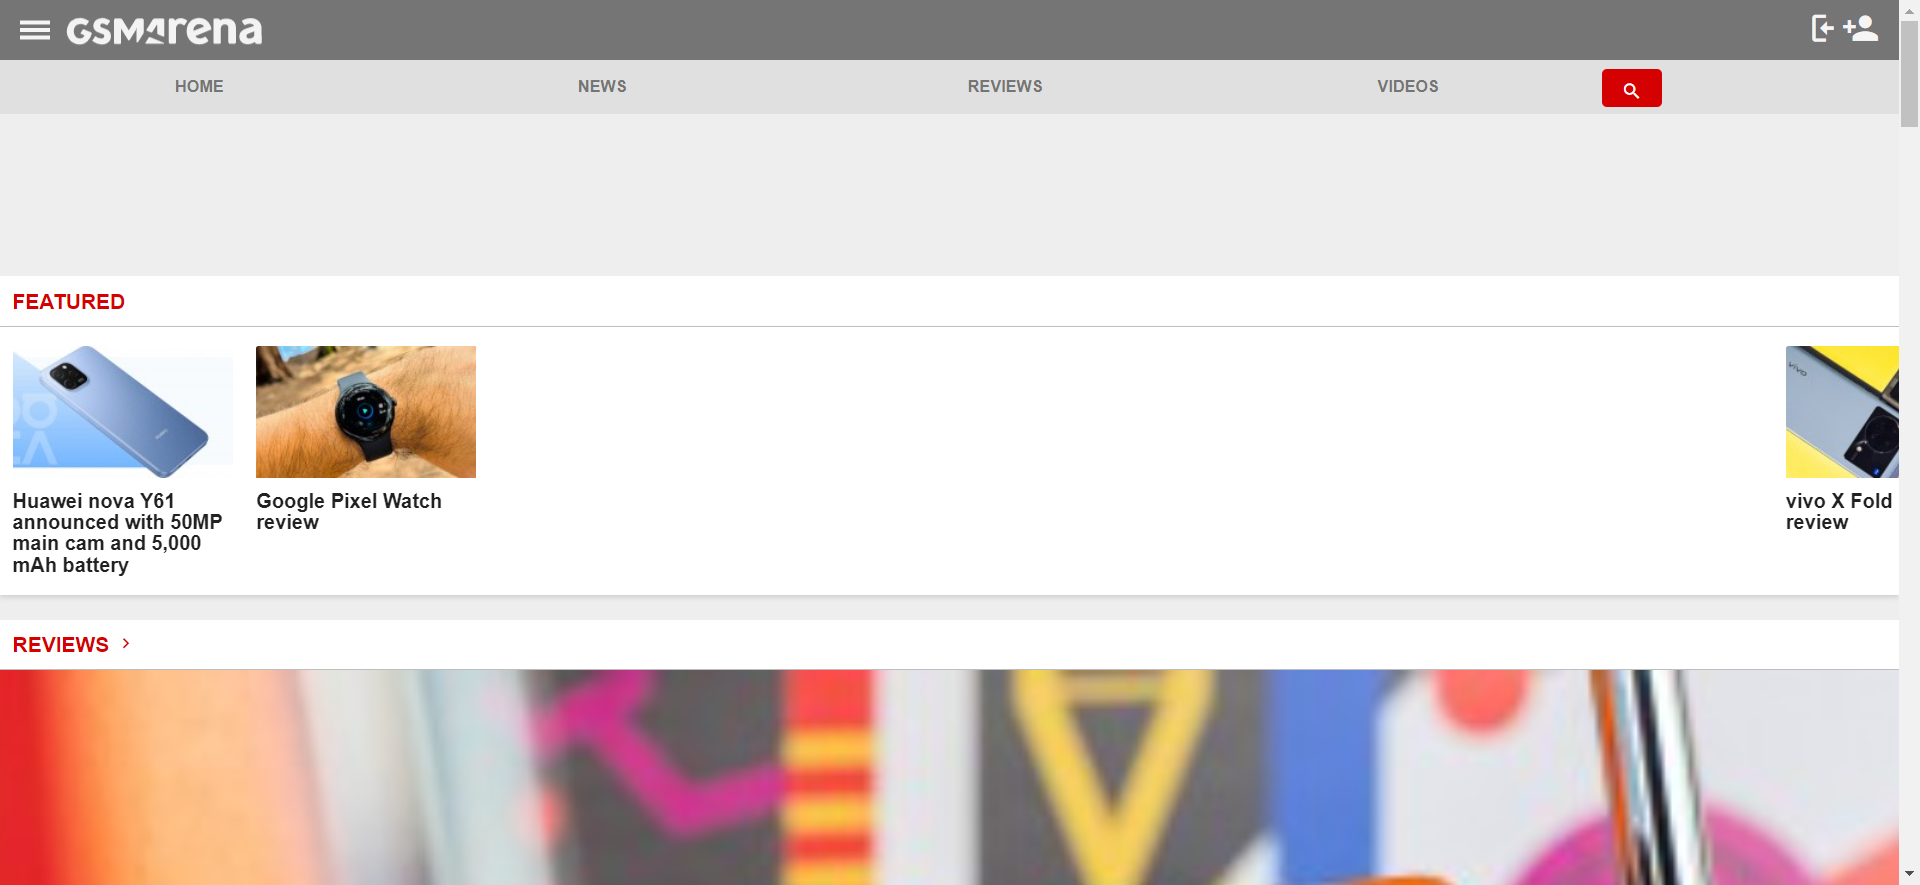 GSMArena
HOME
NEWS
REVIEWS
VIDEOS
FEATURED
Huawei nova Y61
announced with 50MP
main cam and 5,000
mAh battery
Google Pixel Watch
review
vivo
vivo X Fold
review
REVIEWS